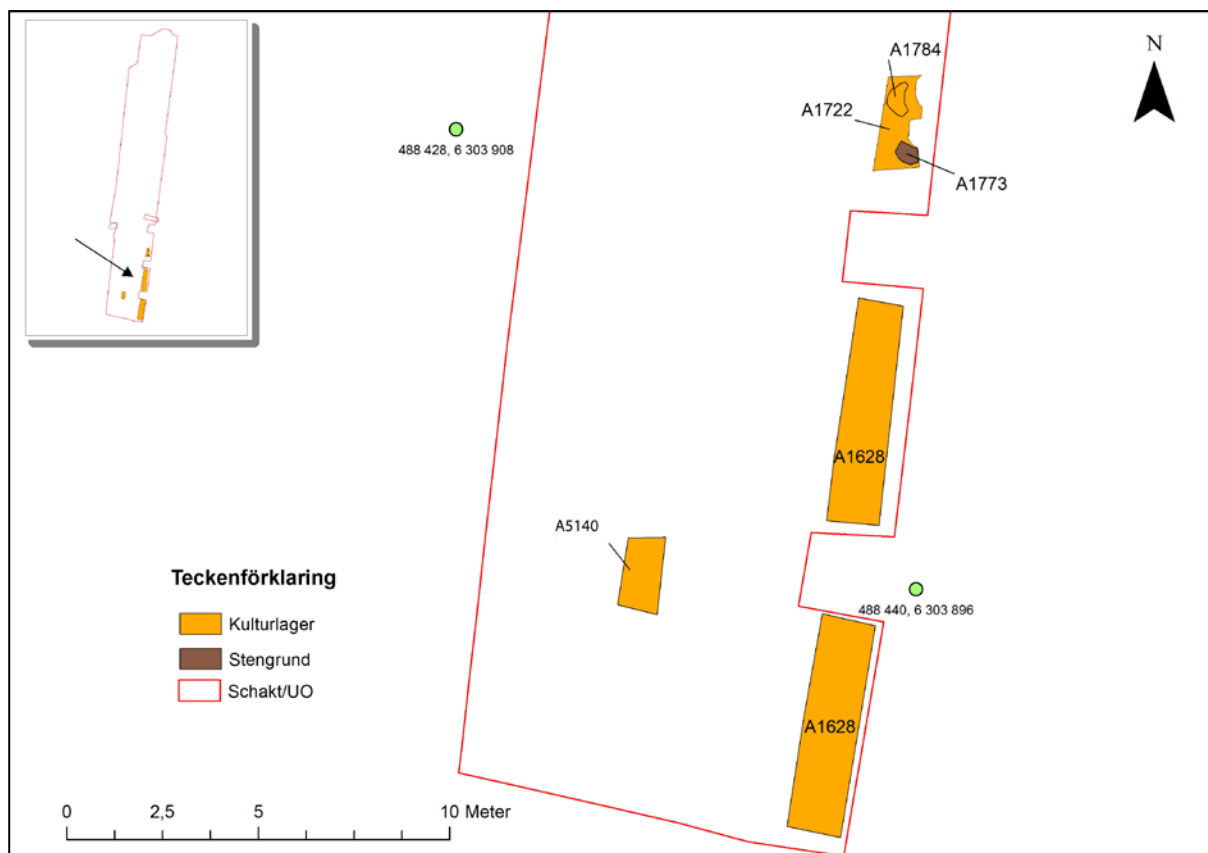 N
A1784
A1722
A1773
488 428, 6 303 908
A1628
A5140
488 440, 6 303 896
A1628
Teckenförklaring
Kulturlager
Stengrund
Schakt/UO
0 2,5 5 10 Meter